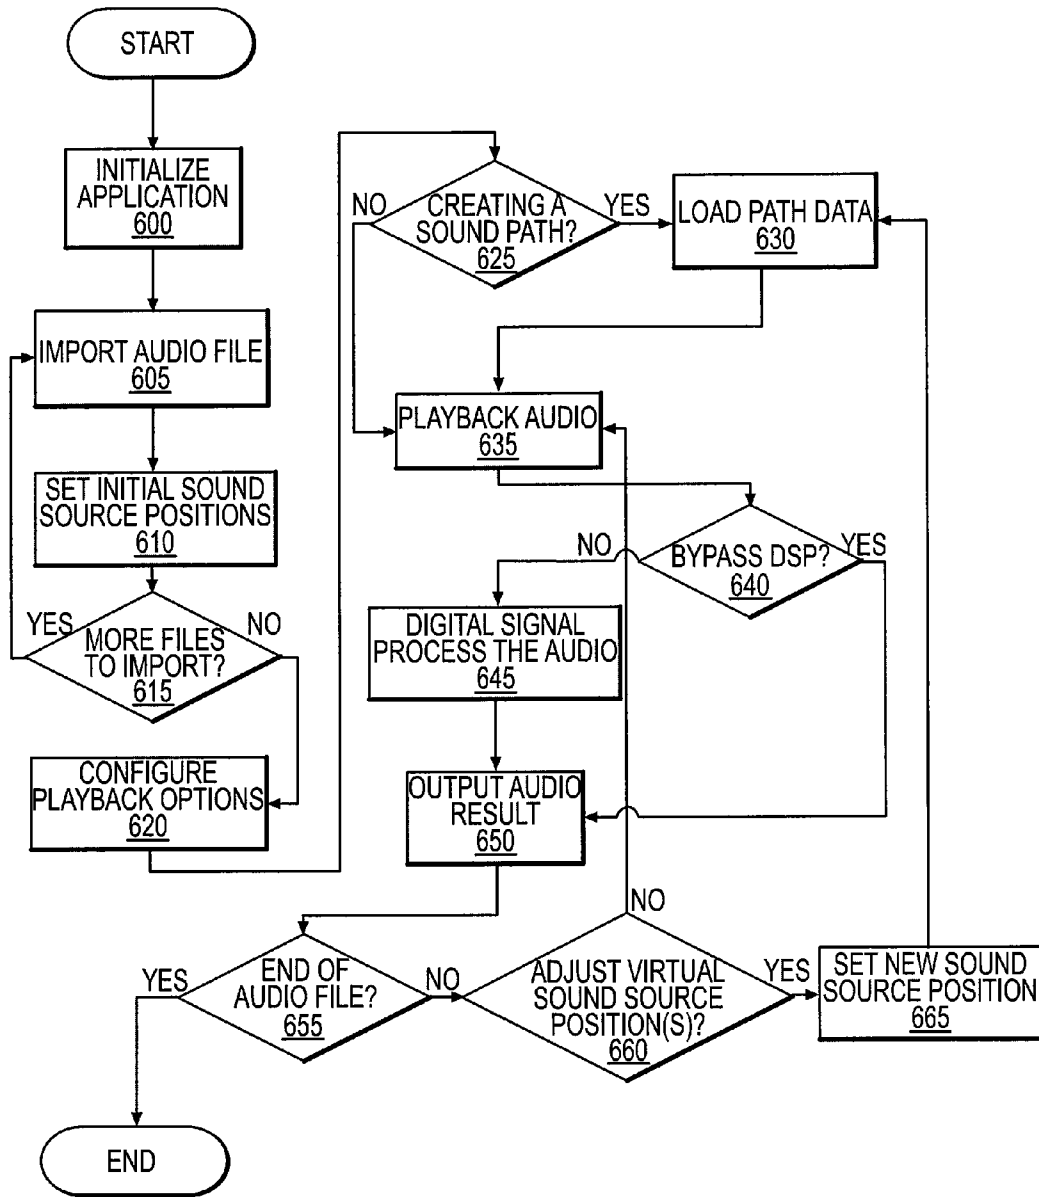 START
INITIALIZE
APPLICATION
600
IMPORT AUDIO FILE
605
SET INITIAL SOUND
SOURCE POSITIONS
610
YES
NO
MORE FILES
TO IMPORT?
615
CONFIGURE
PLAYBACK OPTIONS
620
NO
CREATING A
SOUND PATH?
625
YES
LOAD PATH DATA
630
PLAYBACK AUDIO
635
NO
BYPASS DSP?
640
YES
DIGITAL SIGNAL
PROCESS THE AUDIO
645
OUTPUT AUDIO
RESULT
650
YES
END OF
AUDIO FILE?
655
NO
NO
ADJUST VIRTUAL
SOUND SOURCE
POSITION(S)?
660
YES
SET NEW SOUND
SOURCE POSITION
665
END